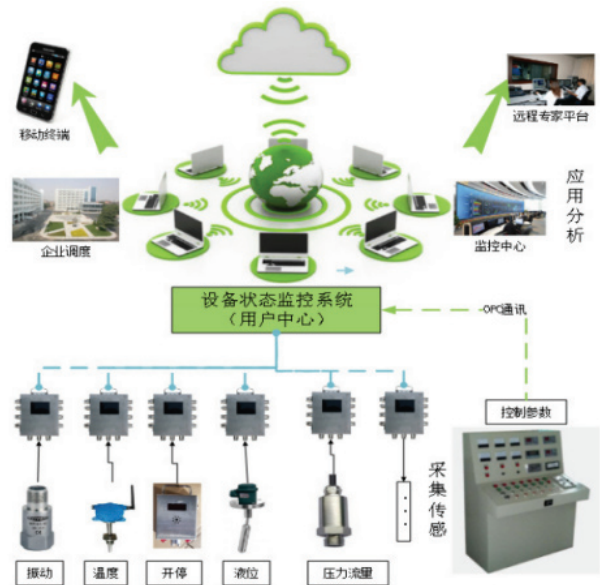 移动终端
远程专家平台
企业调度
监控中心
应用分析
设备状态监控系统
（用户中心）
OPC通讯
控制参数
采集传感
振动
温度
开停
液位
压力流量